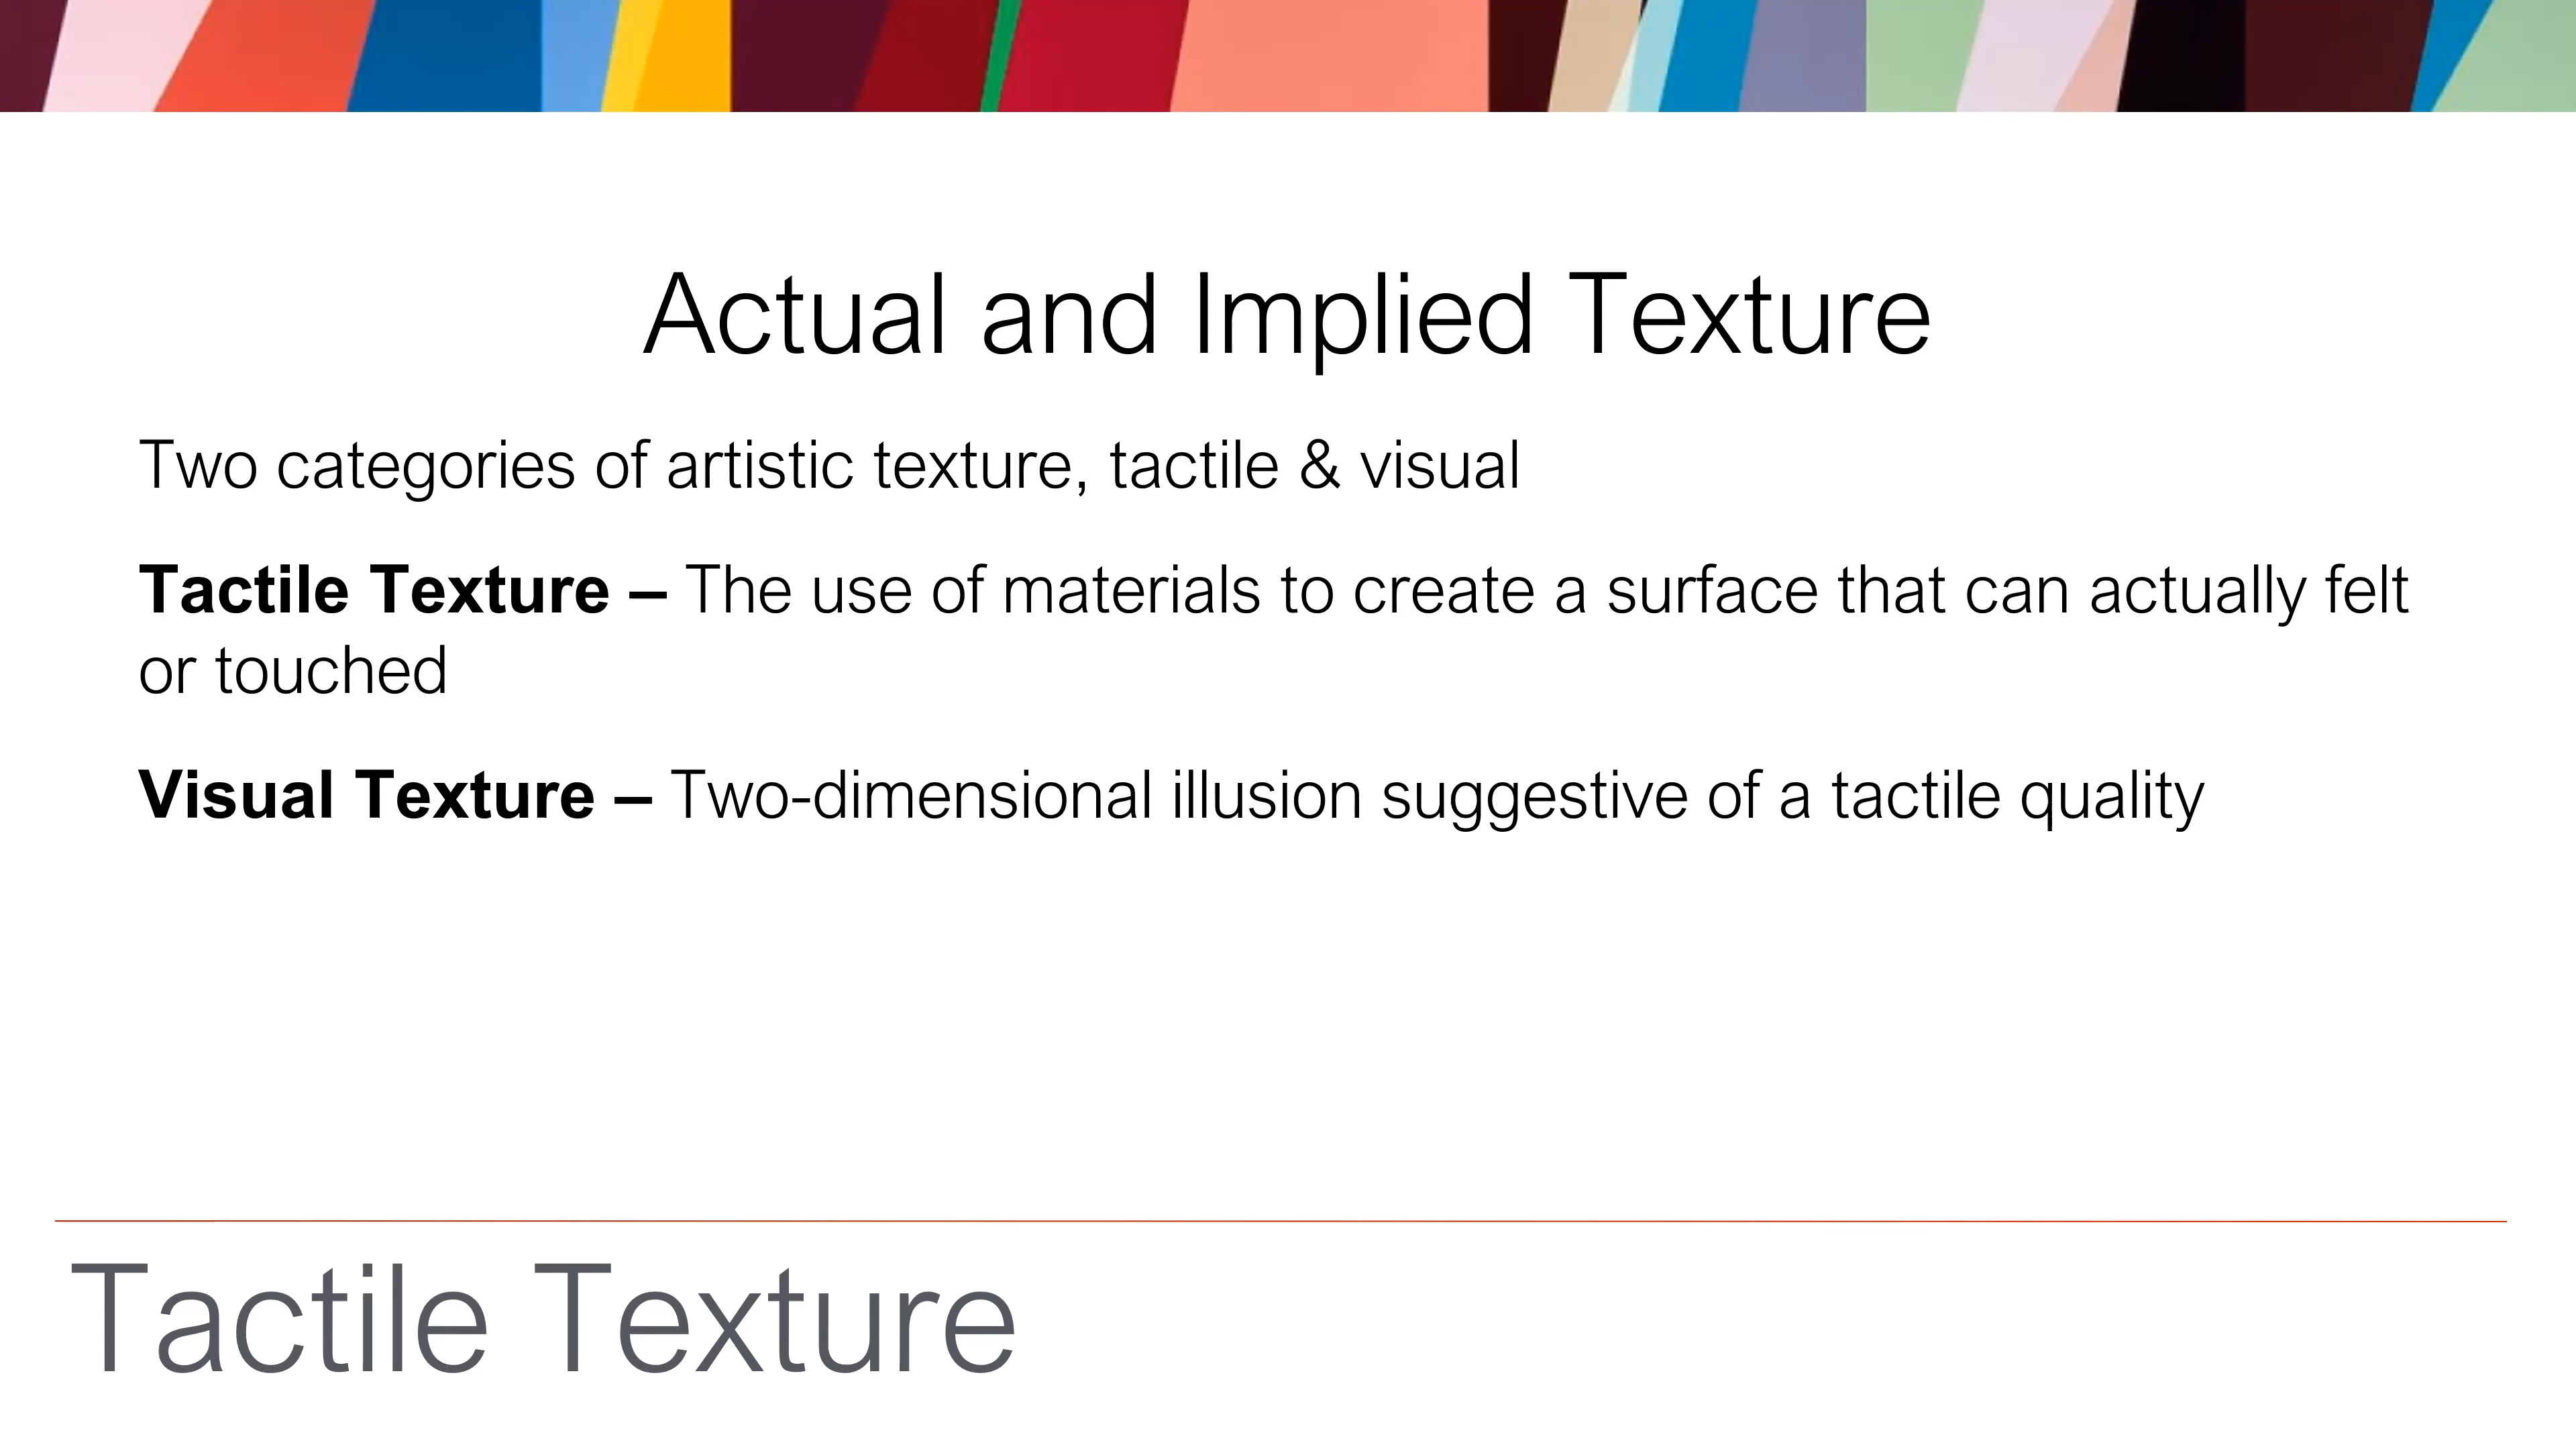 Actual and Implied Texture
Two categories of artistic texture, tactile & visual
Tactile Texture – The use of materials to create a surface that can actually felt
or touched
Visual Texture – Two-dimensional illusion suggestive of a tactile quality
Tactile Texture